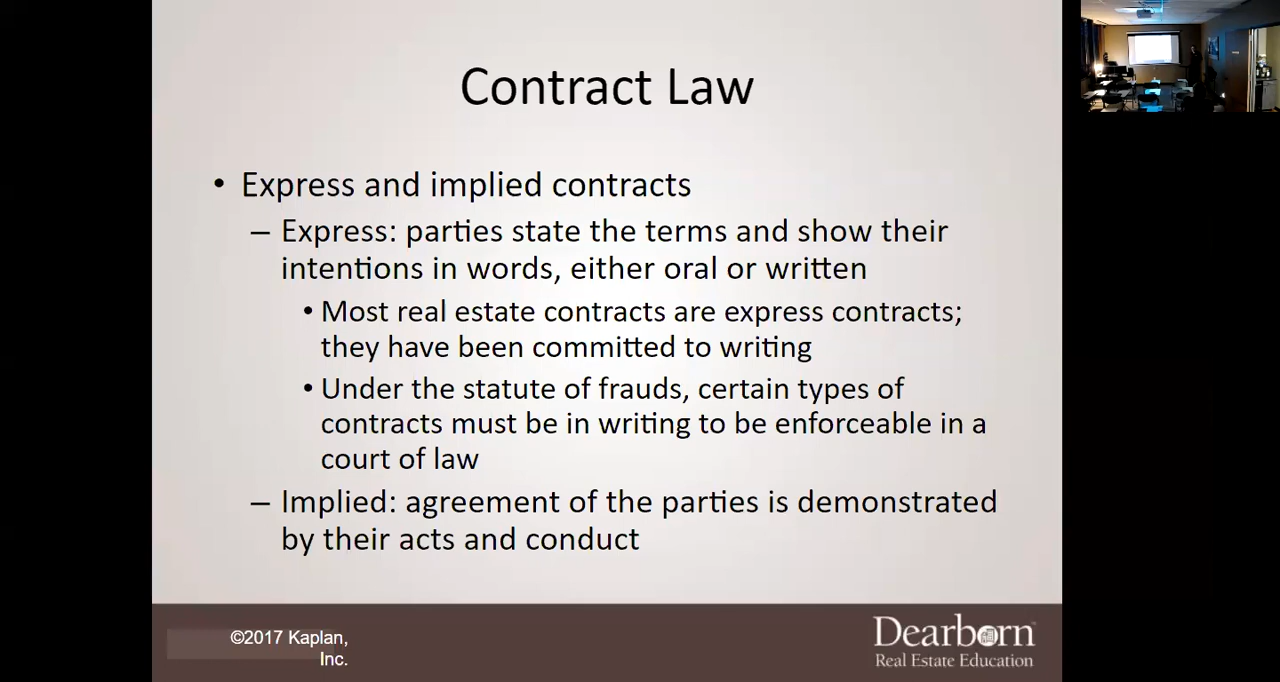 Contract Law
• Express and implied contracts
– Express: parties state the terms and show their
intentions in words, either oral or written
• Most real estate contracts are express contracts;
they have been committed to writing
• Under the statute of frauds, certain types of
contracts must be in writing to be enforceable in a
court of law
– Implied: agreement of the parties is demonstrated
by their acts and conduct
©2017 Kaplan,
Inc.
Dearborn™
Real Estate Education